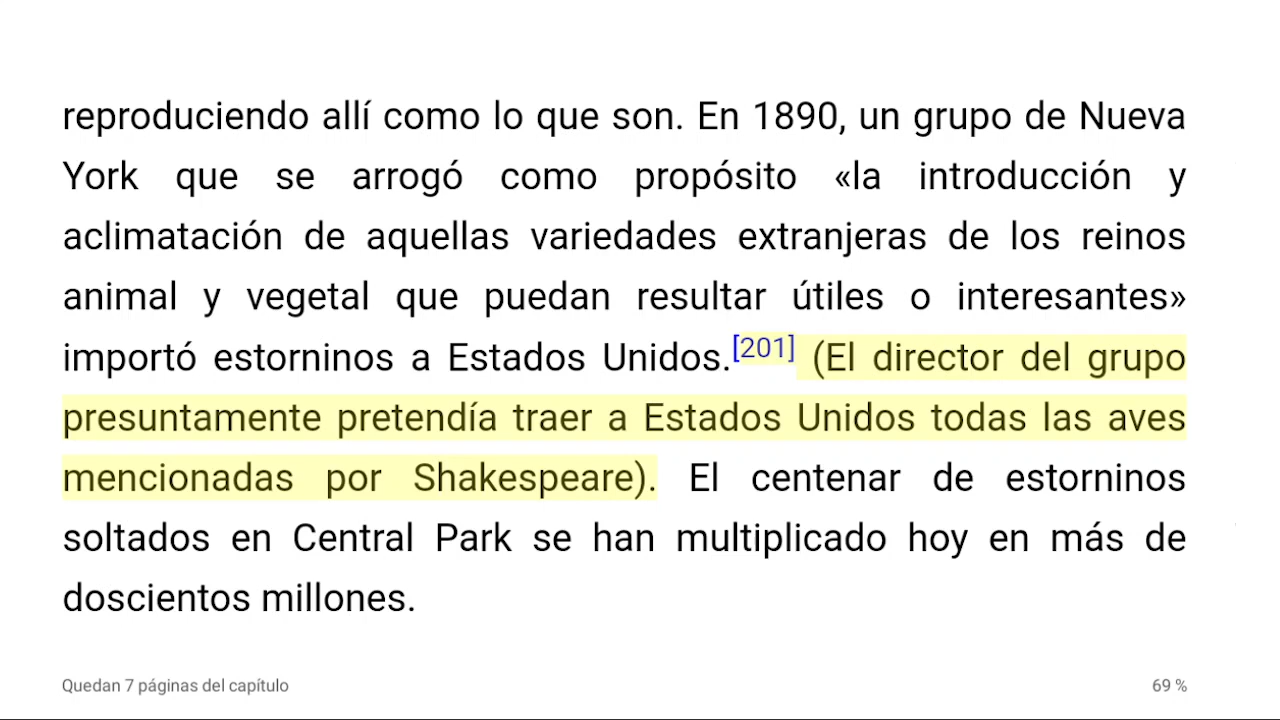 reproduciendo allí como lo que son. En 1890, un grupo de Nueva
York que se arrogó como propósito «la introducción y
aclimatación de aquellas variedades extranjeras de los reinos
animal y vegetal que puedan resultar útiles o interesantes»
importó estorninos a Estados Unidos.[201] (El director del grupo
presuntamente pretendía traer a Estados Unidos todas las aves
mencionadas por Shakespeare). El centenar de estorninos
soltados en Central Park se han multiplicado hoy en más de
doscientos millones.
Quedan 7 páginas del capítulo 69 %